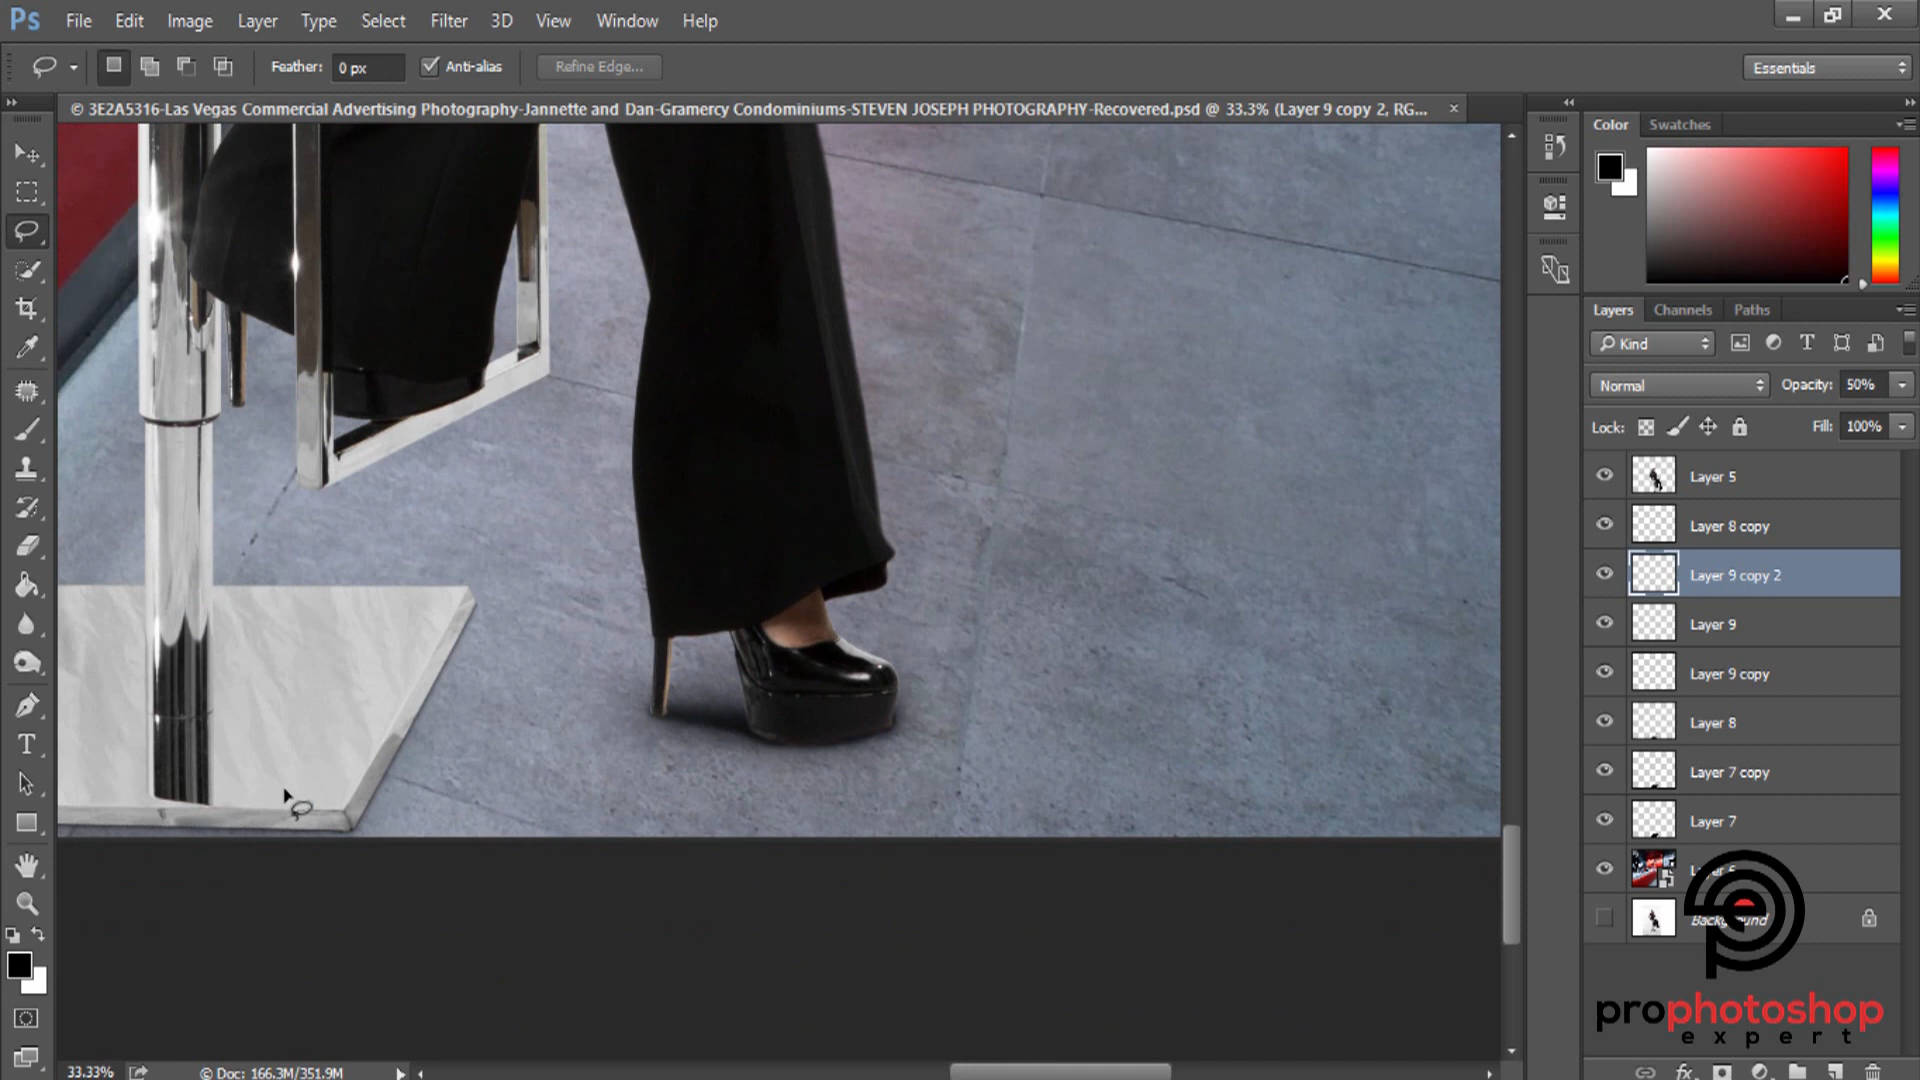 Ps File Edit Image Layer Type Select Filter 3D View Window Help
Feather: 0 px Anti-alias Refine Edge... Essentials
© 3E2A5316-Las Vegas Commercial Advertising Photography-Jannette and Dan-Gramercy Condominiums-STEVEN JOSEPH PHOTOGRAPHY-Recovered.psd @ 33.3% (Layer 9 copy 2, RG...
Color Swatches
Layers Channels Paths
Kind
Normal Opacity: 50%
Lock: Fill: 100%
Layer 5
Layer 8 copy
Layer 9 copy 2
Layer 9
Layer 9 copy
Layer 8
Layer 7 copy
Layer 7
Layer 6
Background
prophotoshop
expert
33.33% © Doc: 166.3M/351.9M